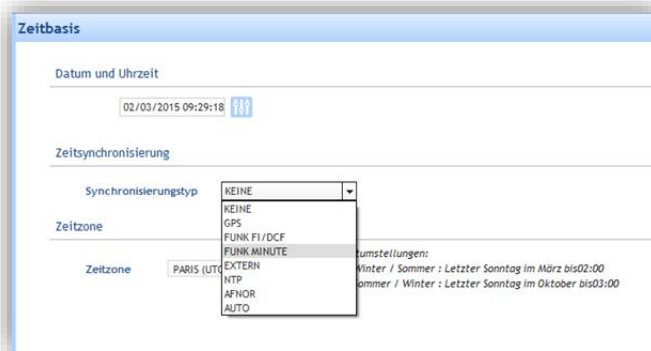 Zeitbasis
Datum und Uhrzeit
02/03/2015 09:29:18
Zeitsynchronisierung
Synchronisierungstyp KEINE
KEINE
GPS
FUNK FI/DCF
FUNK MINUTE
EXTERN
NTP
AFNOR
AUTO
Zeitzone
Zeitzone PARIS (UTC
tumstellungen:
Winter / Sommer : Letzter Sonntag im März bis02:00
ommer / Winter : Letzter Sonntag im Oktober bis03:00